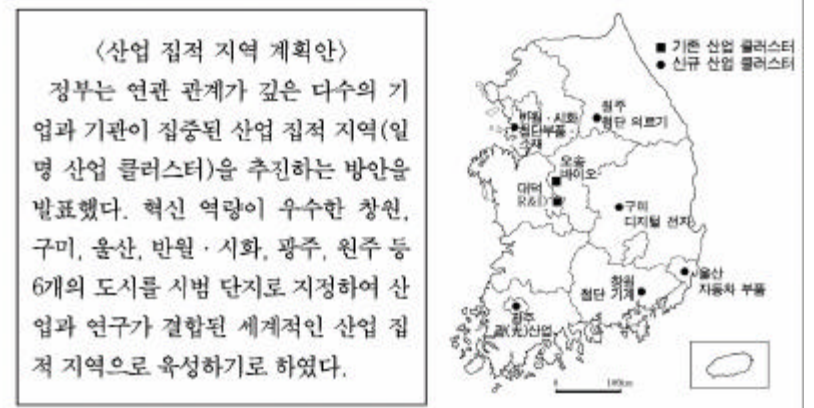 〈산업 집적 지역 계획안〉
정부는 연관 관계가 깊은 다수의 기
업과 기관이 집중된 산업 집적 지역(일
명 산업 클러스터)을 추진하는 방안을
발표했다. 혁신 역량이 우수한 창원,
구미, 울산, 반월·시화, 광주, 원주 등
6개의 도시를 시범 단지로 지정하여 산
업과 연구가 결합된 세계적인 산업 집
적 지역으로 육성하기로 하였다.
■ 기존 산업 클러스터
● 신규 산업 클러스터
원주
첨단 의료기
반월·시화
첨단부품·
소재
오송
바이오
대덕
R&D
구미
디지털 전자
울산
자동차 부품
창원
첨단 기계
광주
광(光)산업
0 100km